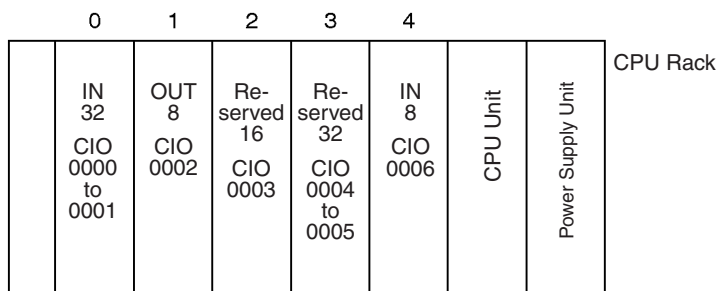 0 1 2 3 4
CPU Rack
IN
32
CIO
0000
to
0001
OUT
8
CIO
0002
Re-
served
16
CIO
0003
Re-
served
32
CIO
0004
to
0005
IN
8
CIO
0006
CPU Unit
Power Supply Unit